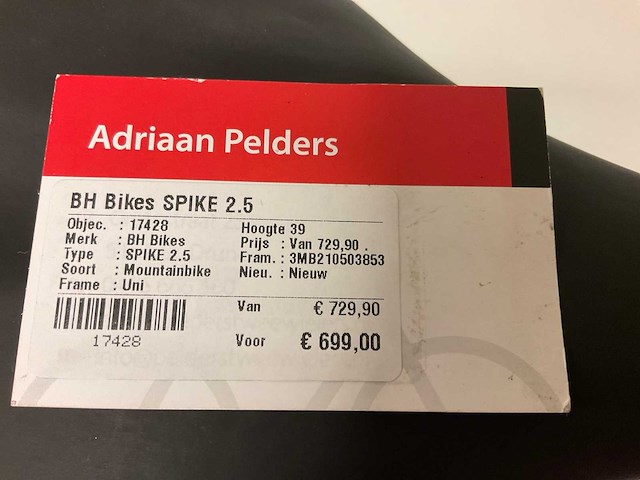 Adriaan Pelders
BH Bikes SPIKE 2.5
Objec. : 17428
Merk : BH Bikes
Type : SPIKE 2.5
Soort : Mountainbike
Frame : Uni
Hoogte 39
Prijs : Van 729,90 .
Fram. : 3MB210503853
Nieu. : Nieuw
Van € 729,90
17428
Voor € 699,00